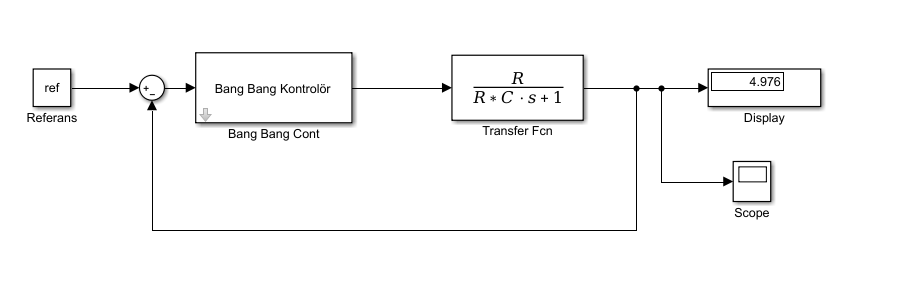 ref
Referans
+
−
Bang Bang Kontrolör
Bang Bang Cont
R
R * C · s + 1
Transfer Fcn
4.976
Display
Scope